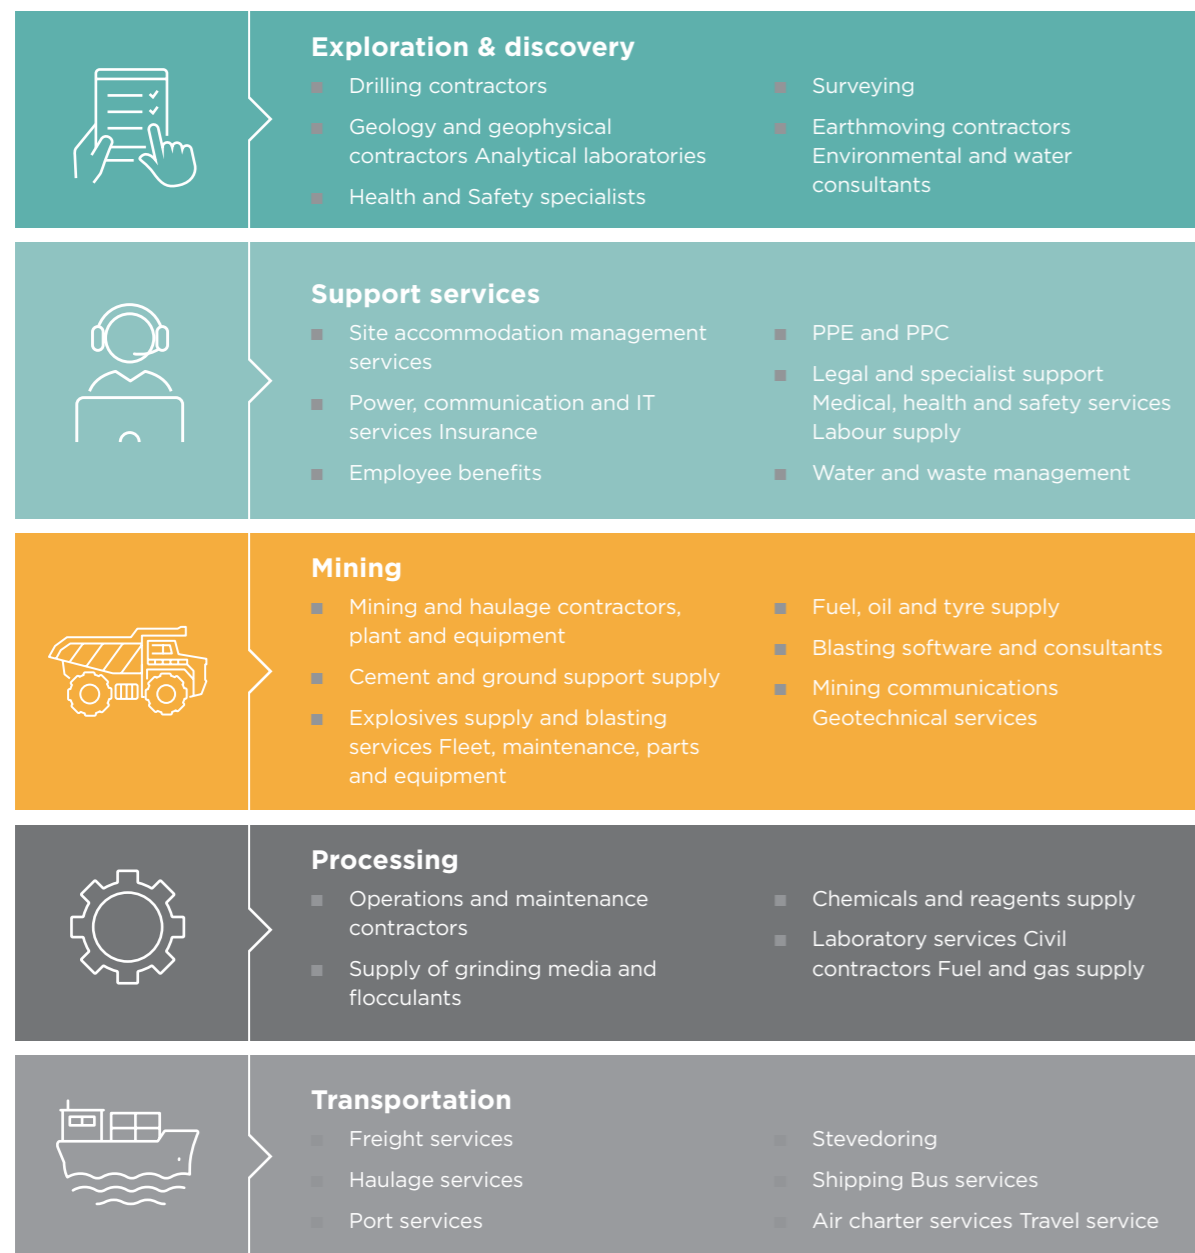 Exploration & discovery
Drilling contractors
Geology and geophysical
contractors Analytical laboratories
Health and Safety specialists
Surveying
Earthmoving contractors
Environmental and water
consultants
Support services
Site accommodation management
services
Power, communication and IT
services Insurance
Employee benefits
PPE and PPC
Legal and specialist support
Medical, health and safety services
Labour supply
Water and waste management
Mining
Mining and haulage contractors,
plant and equipment
Cement and ground support supply
Explosives supply and blasting
services Fleet, maintenance, parts
and equipment
Fuel, oil and tyre supply
Blasting software and consultants
Mining communications
Geotechnical services
Processing
Operations and maintenance
contractors
Supply of grinding media and
flocculants
Chemicals and reagents supply
Laboratory services Civil
contractors Fuel and gas supply
Transportation
Freight services
Haulage services
Port services
Stevedoring
Shipping Bus services
Air charter services Travel service